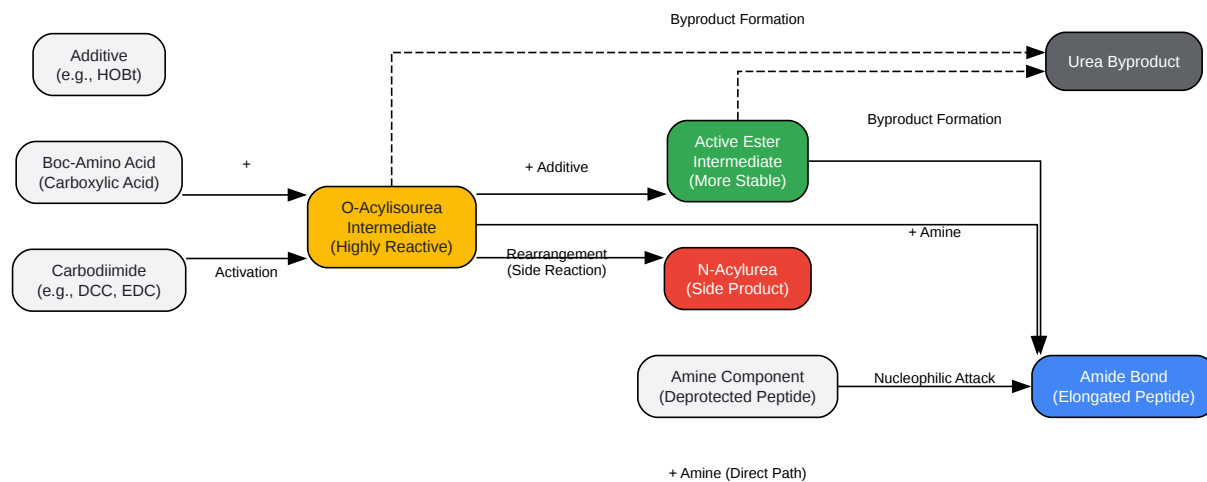 Byproduct Formation
Additive
(e.g., HOBt)
Urea Byproduct
Boc-Amino Acid
(Carboxylic Acid)
+
+ Additive
Active Ester
Intermediate
(More Stable)
Byproduct Formation
O-Acylisourea
Intermediate
(Highly Reactive)
+ Amine
Carbodiimide
(e.g., DCC, EDC)
Activation
Rearrangement
(Side Reaction)
N-Acylurea
(Side Product)
Amine Component
(Deprotected Peptide)
Nucleophilic Attack
Amide Bond
(Elongated Peptide)
+ Amine (Direct Path)